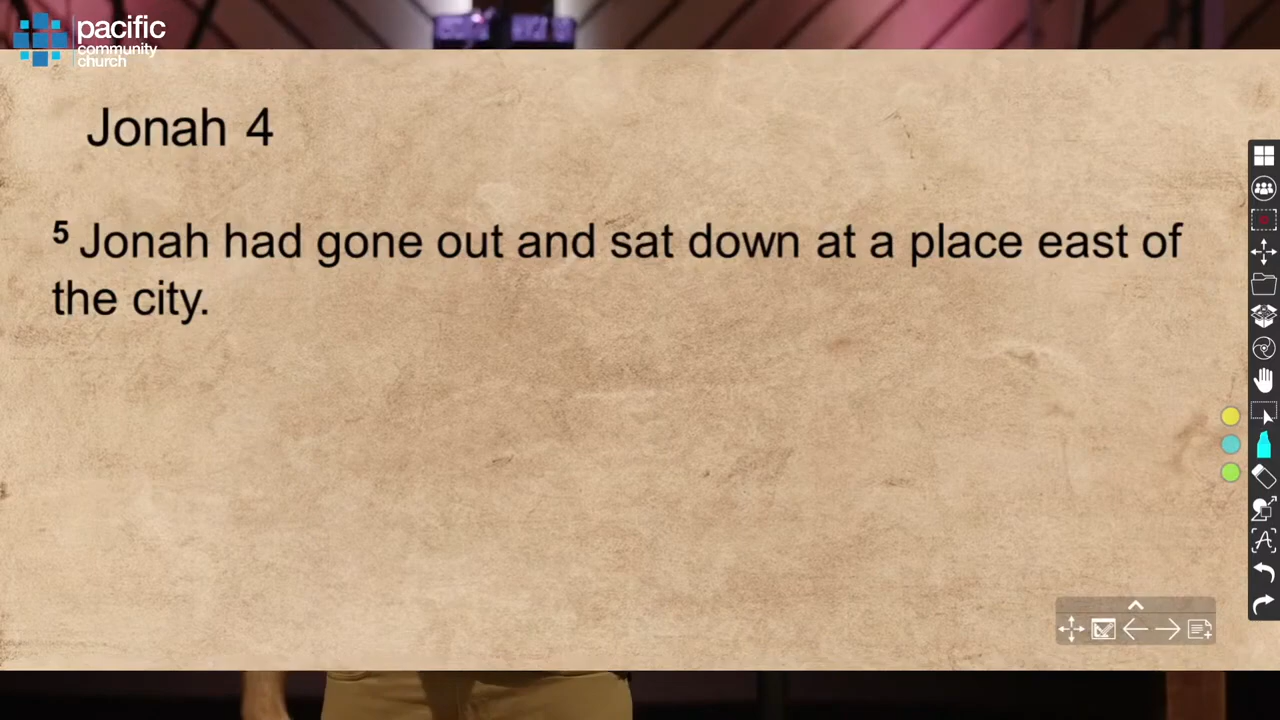 pacific
community
church
Jonah 4
5 Jonah had gone out and sat down at a place east of
the city.